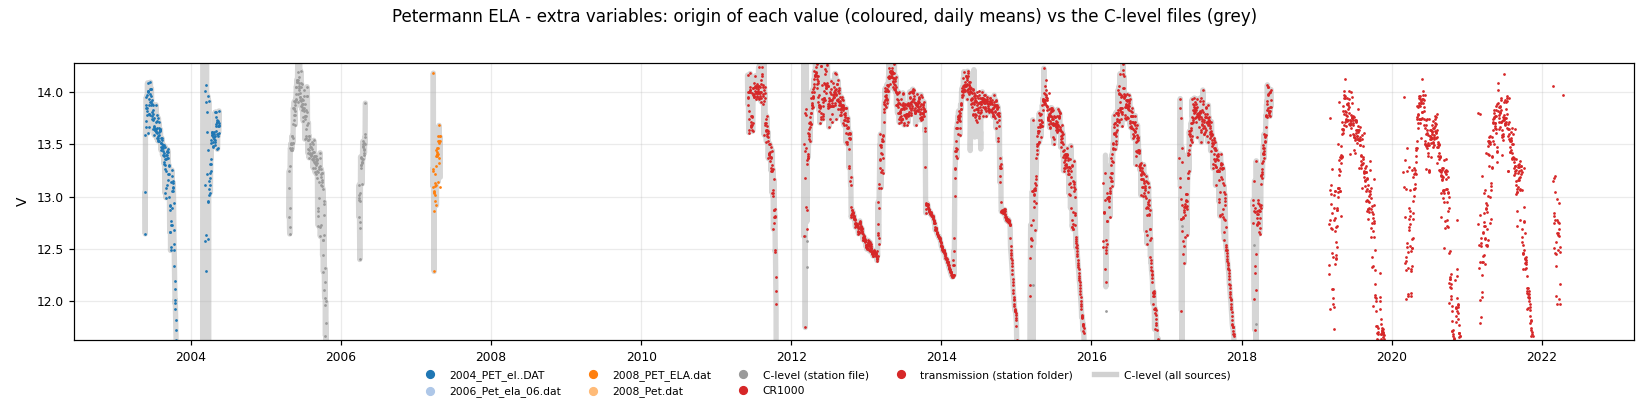 Petermann ELA - extra variables: origin of each value (coloured, daily means) vs the C-level files (grey)
V
14.0
13.5
13.0
12.5
12.0
2004 2006 2008 2010 2012 2014 2016 2018 2020 2022
2004_PET_el..DAT 2008_PET_ELA.dat C-level (station file) transmission (station folder) C-level (all sources)
2006_Pet_ela_06.dat 2008_Pet.dat CR1000